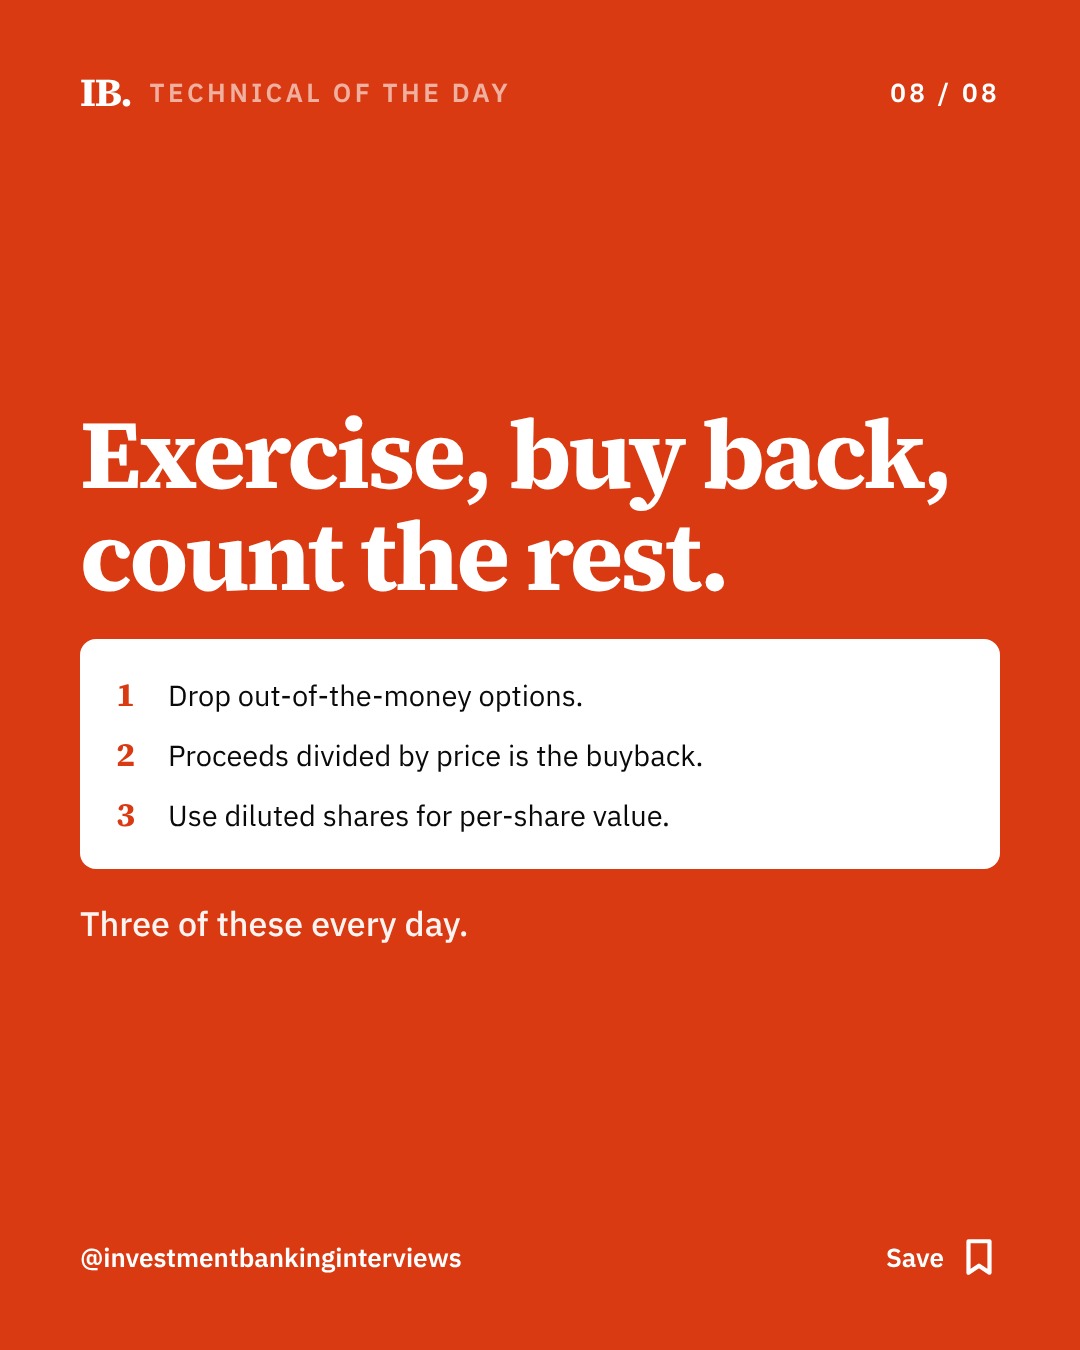 IB. TECHNICAL OF THE DAY 08 / 08
Exercise, buy back,
count the rest.
1 Drop out-of-the-money options.
2 Proceeds divided by price is the buyback.
3 Use diluted shares for per-share value.
Three of these every day.
@investmentbankinginterviews Save